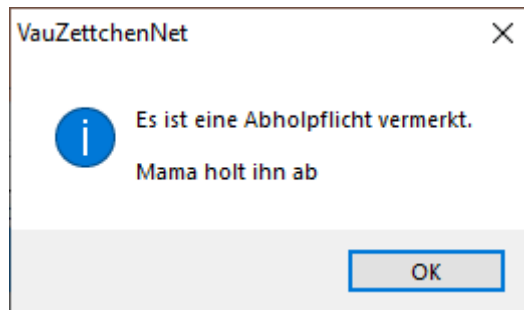 VauZettchenNet
Es ist eine Abholpflicht vermerkt.
Mama holt ihn ab
OK